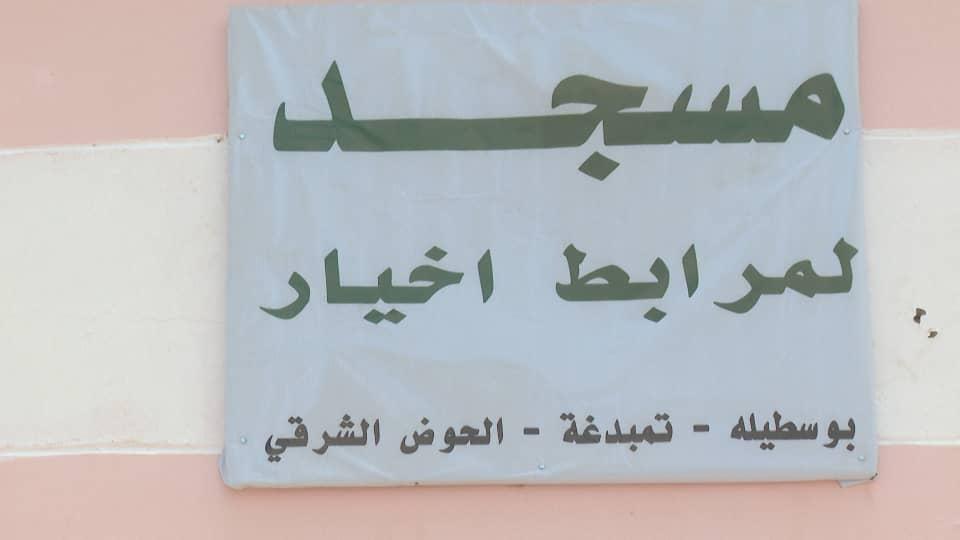 مسجد
لمرابط اخيار
بوسطيله - تمبدغة - الحوض الشرقي